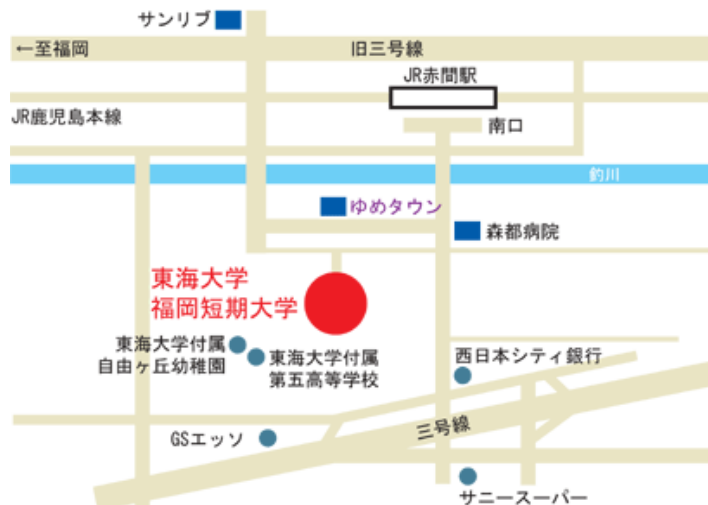 サンリブ
←至福岡
旧三号線
JR赤間駅
JR鹿児島本線
南口
釣川
ゆめタウン
森都病院
東海大学
福岡短期大学
東海大学付属
自由ヶ丘幼稚園
東海大学付属
第五高等学校
西日本シティ銀行
三号線
GSエッソ
サニースーパー